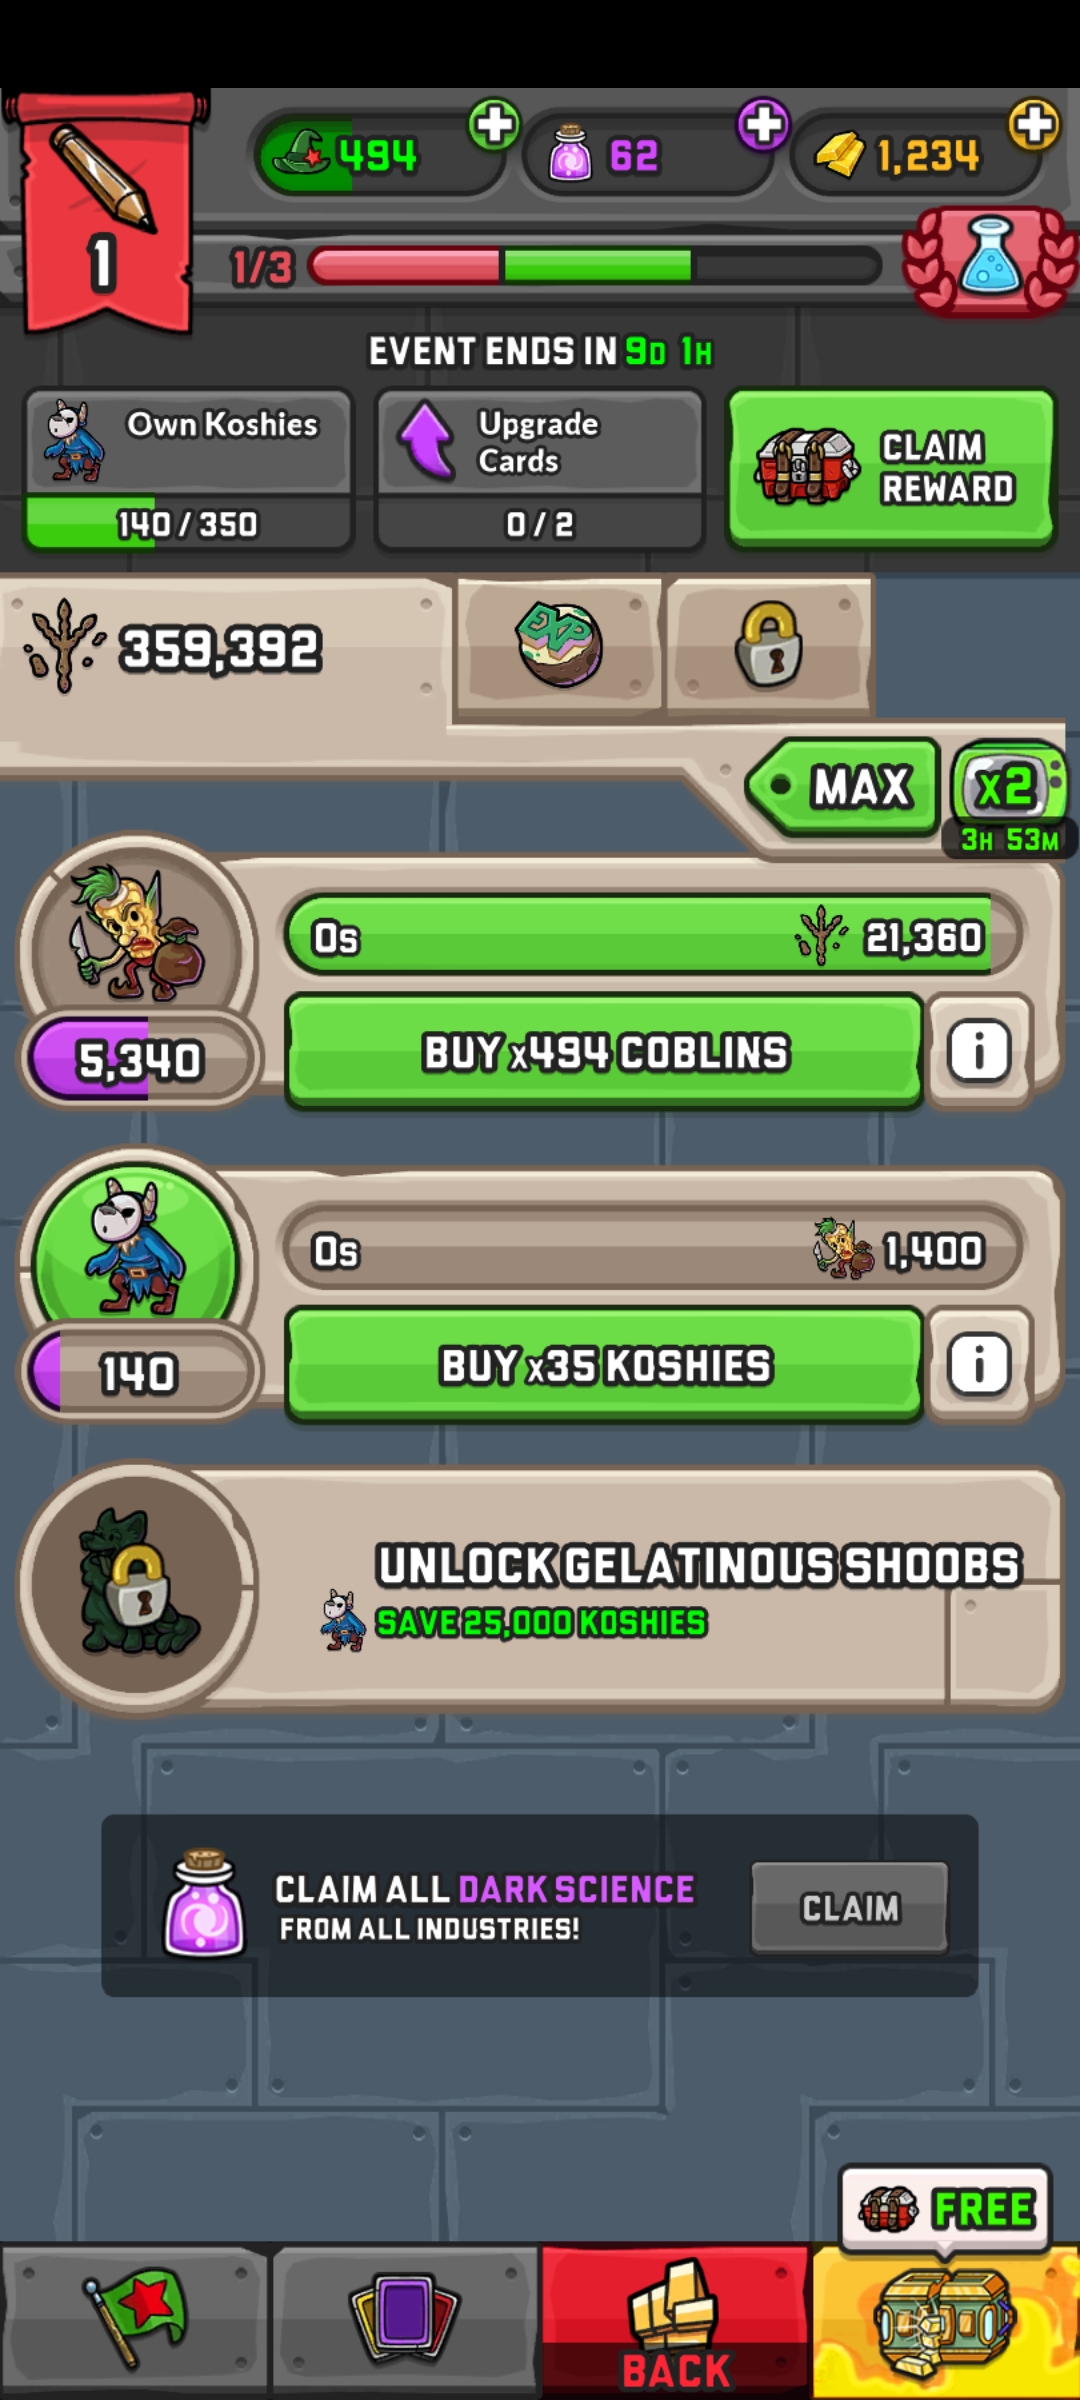 494
62
1,234
1
1/3
EVENT ENDS IN 9D 1H
Own Koshies
140 / 350
Upgrade
Cards
0 / 2
CLAIM
REWARD
359,392
EXP
MAX
x2
3H 53M
0s
21,360
5,340
BUY x494 COBLINS
i
0s
1,400
140
BUY x35 KOSHIES
i
UNLOCK GELATINOUS SHOOBS
SAVE 25,000 KOSHIES
CLAIM ALL DARK SCIENCE
FROM ALL INDUSTRIES!
CLAIM
FREE
BACK